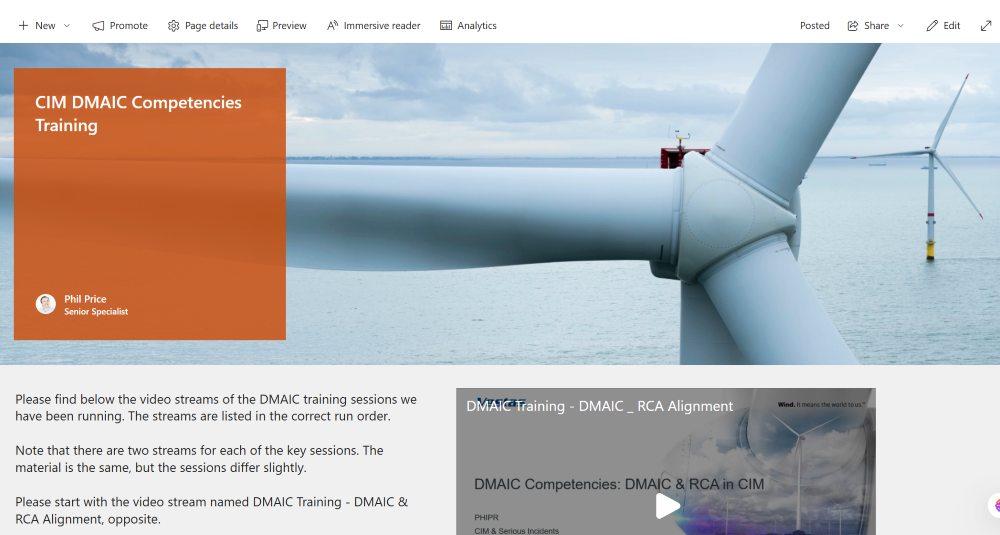 New
Promote
Page details
Preview
Immersive reader
Analytics
Posted
Share
Edit
CIM DMAIC Competencies
Training
Phil Price
Senior Specialist
Please find below the video streams of the DMAIC training sessions we
have been running. The streams are listed in the correct run order.
Note that there are two streams for each of the key sessions. The
material is the same, but the sessions differ slightly.
Please start with the video stream named DMAIC Training - DMAIC &
RCA Alignment, opposite.
Vestas
DMAIC Training - DMAIC _ RCA Alignment
Wind. It means the world to us.™
DMAIC Competencies: DMAIC & RCA in CIM
PHIPR
CIM & Serious Incidents